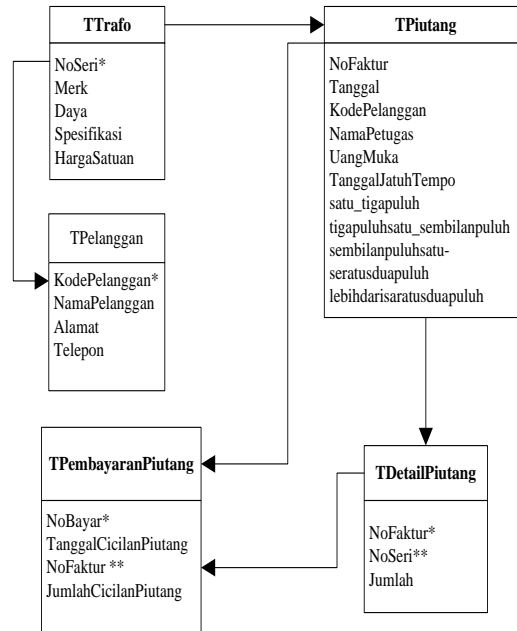 TTrafo
NoSeri*
Merk
Daya
Spesifikasi
HargaSatuan
TPiutang
NoFaktur
Tanggal
KodePelanggan
NamaPetugas
UangMuka
TanggalJatuhTempo
satu_tigapuluh
tigapuluhsatu_sembilanpuluh
sembilanpuluhsatu-
seratusduapuluh
lebihdarisaratusduapuluh
TPelanggan
KodePelanggan*
NamaPelanggan
Alamat
Telepon
TPembayaranPiutang
NoBayar*
TanggalCicilanPiutang
NoFaktur **
JumlahCicilanPiutang
TDetailPiutang
NoFaktur*
NoSeri**
Jumlah